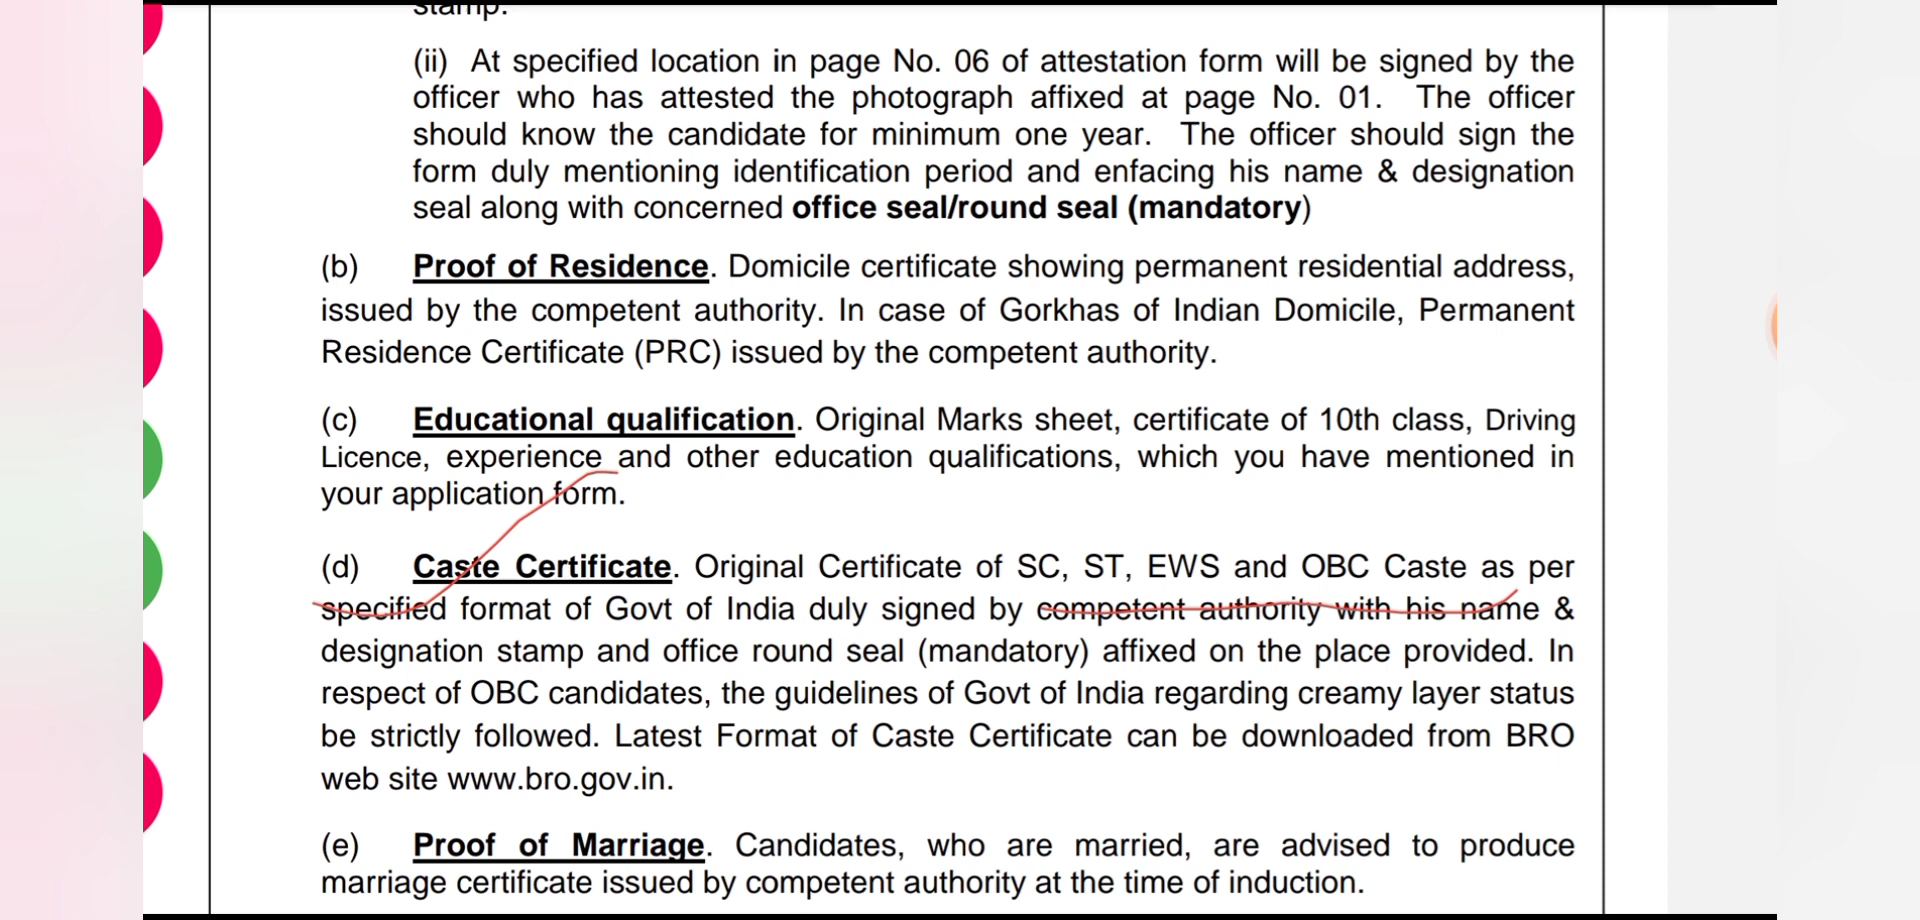 stamp.
(ii) At specified location in page No. 06 of attestation form will be signed by the
officer who has attested the photograph affixed at page No. 01. The officer
should know the candidate for minimum one year. The officer should sign the
form duly mentioning identification period and enfacing his name & designation
seal along with concerned office seal/round seal (mandatory)
(b) Proof of Residence. Domicile certificate showing permanent residential address,
issued by the competent authority. In case of Gorkhas of Indian Domicile, Permanent
Residence Certificate (PRC) issued by the competent authority.
(c) Educational qualification. Original Marks sheet, certificate of 10th class, Driving
Licence, experience and other education qualifications, which you have mentioned in
your application form.
(d) Caste Certificate. Original Certificate of SC, ST, EWS and OBC Caste as per
specified format of Govt of India duly signed by competent authority with his name &
designation stamp and office round seal (mandatory) affixed on the place provided. In
respect of OBC candidates, the guidelines of Govt of India regarding creamy layer status
be strictly followed. Latest Format of Caste Certificate can be downloaded from BRO
web site www.bro.gov.in.
(e) Proof of Marriage. Candidates, who are married, are advised to produce
marriage certificate issued by competent authority at the time of induction.